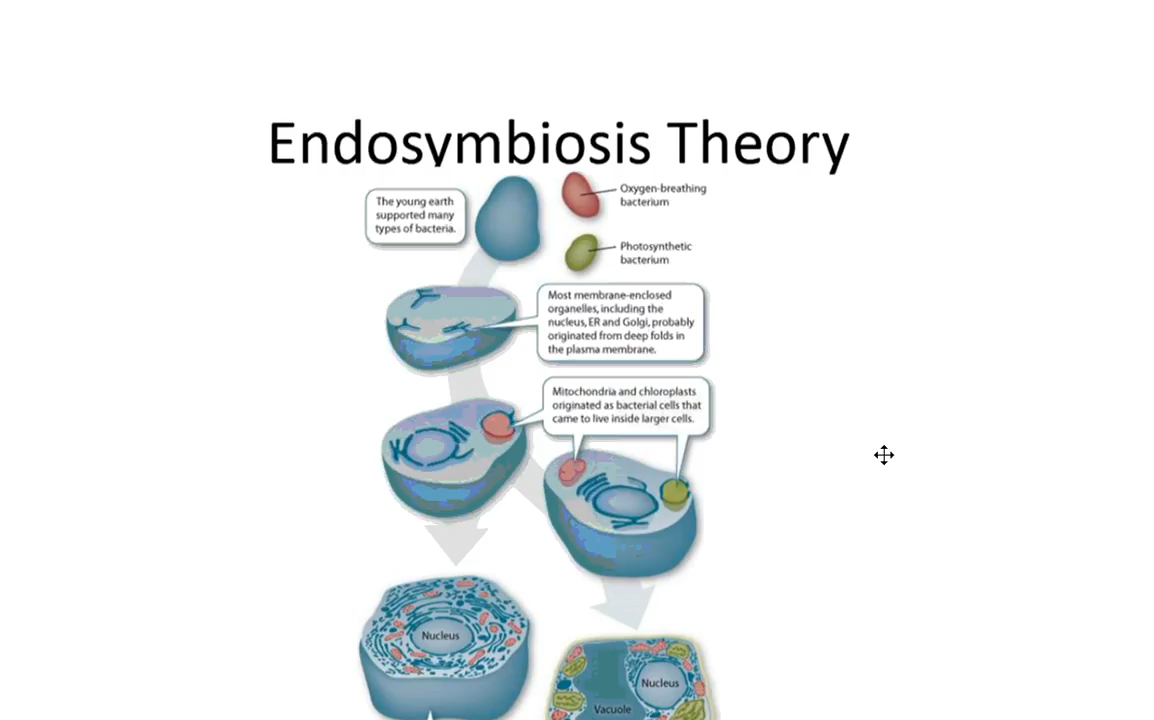 Endosymbiosis Theory
The young earth
supported many
types of bacteria.
Oxygen-breathing
bacterium
Photosynthetic
bacterium
Most membrane-enclosed
organelles, including the
nucleus, ER and Golgi, probably
originated from deep folds in
the plasma membrane.
Mitochondria and chloroplasts
originated as bacterial cells that
came to live inside larger cells.
Nucleus
Nucleus
Vacuole